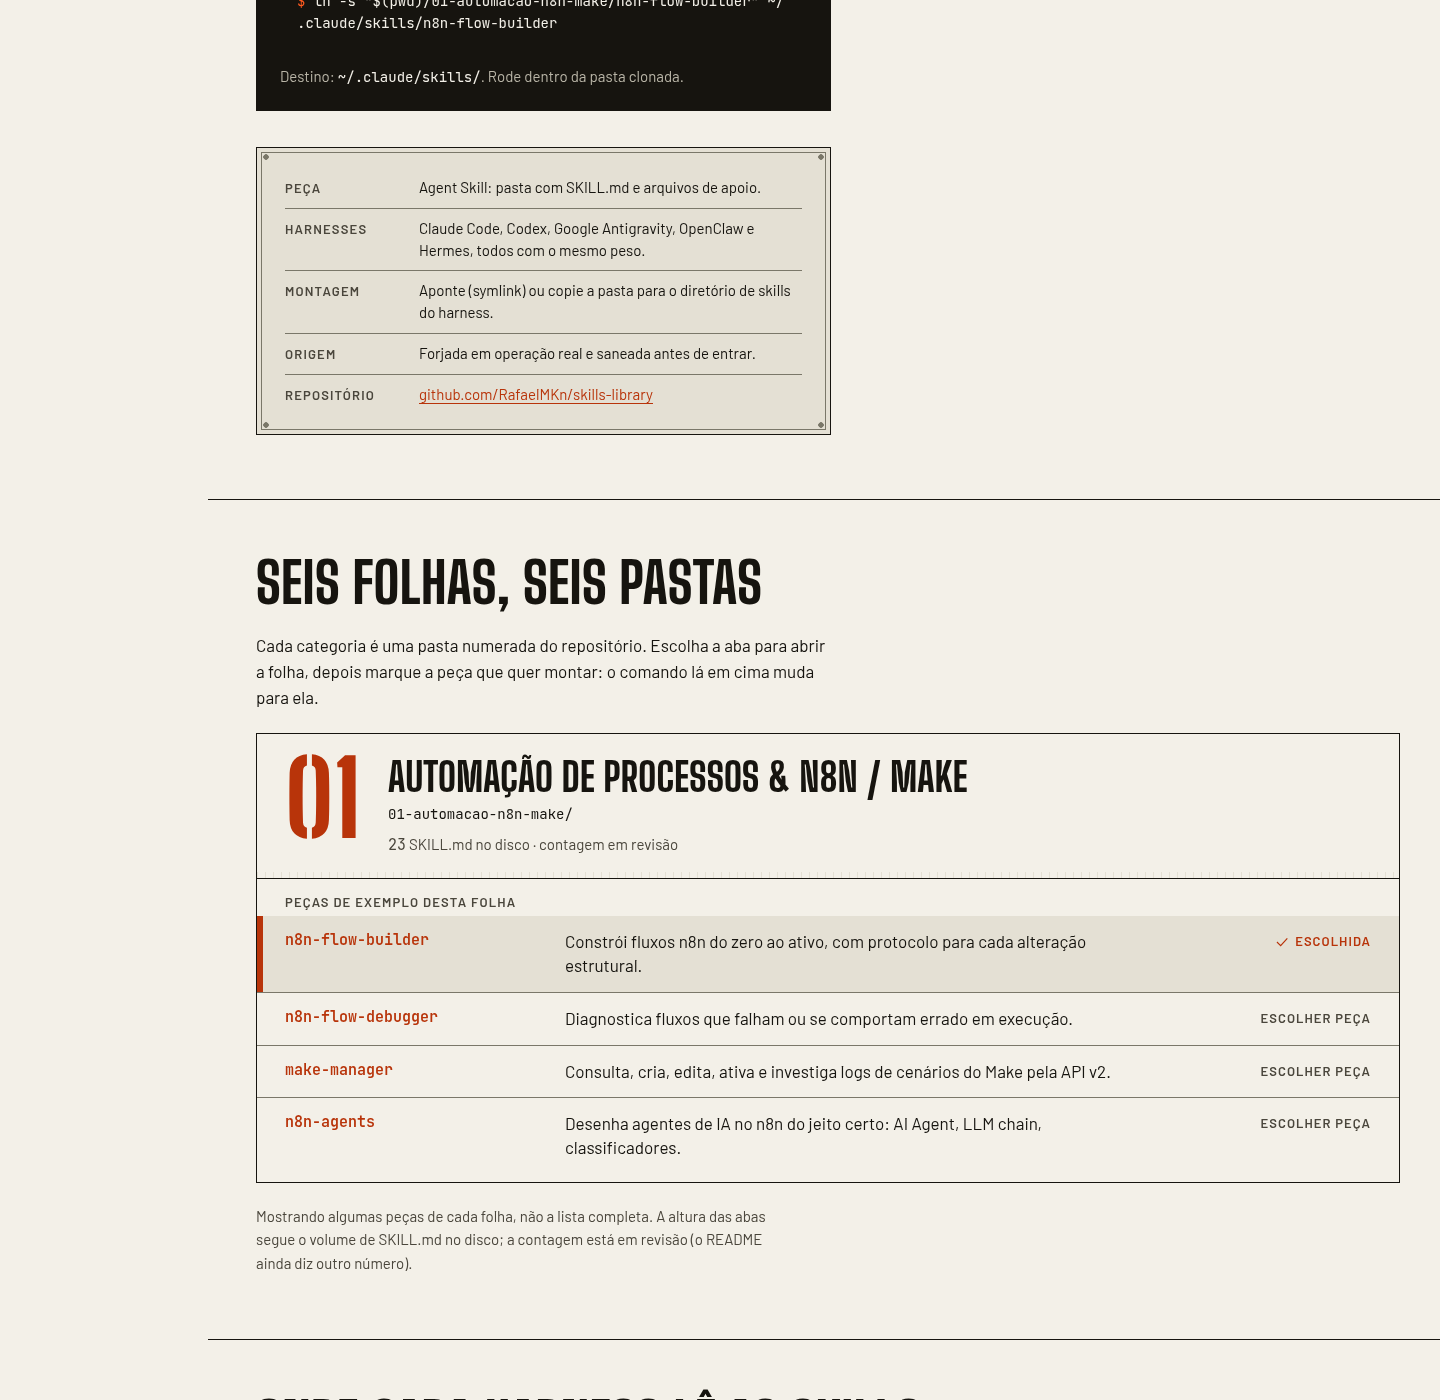 $ ln -s "$(pwd)/01-automacao-n8n-make/n8n-flow-builder" ~/
.claude/skills/n8n-flow-builder
Destino: ~/.claude/skills/. Rode dentro da pasta clonada.
PEÇA
Agent Skill: pasta com SKILL.md e arquivos de apoio.
HARNESSES
Claude Code, Codex, Google Antigravity, OpenClaw e
Hermes, todos com o mesmo peso.
MONTAGEM
Aponte (symlink) ou copie a pasta para o diretório de skills
do harness.
ORIGEM
Forjada em operação real e saneada antes de entrar.
REPOSITÓRIO
github.com/RafaelMKn/skills-library
SEIS FOLHAS, SEIS PASTAS
Cada categoria é uma pasta numerada do repositório. Escolha a aba para abrir
a folha, depois marque a peça que quer montar: o comando lá em cima muda
para ela.
01
AUTOMAÇÃO DE PROCESSOS & N8N / MAKE
01-automacao-n8n-make/
23 SKILL.md no disco · contagem em revisão
PEÇAS DE EXEMPLO DESTA FOLHA
n8n-flow-builder
Constrói fluxos n8n do zero ao ativo, com protocolo para cada alteração
estrutural.
✓ ESCOLHIDA
n8n-flow-debugger
Diagnostica fluxos que falham ou se comportam errado em execução.
ESCOLHER PEÇA
make-manager
Consulta, cria, edita, ativa e investiga logs de cenários do Make pela API v2.
ESCOLHER PEÇA
n8n-agents
Desenha agentes de IA no n8n do jeito certo: AI Agent, LLM chain,
classificadores.
ESCOLHER PEÇA
Mostrando algumas peças de cada folha, não a lista completa. A altura das abas
segue o volume de SKILL.md no disco; a contagem está em revisão (o README
ainda diz outro número).